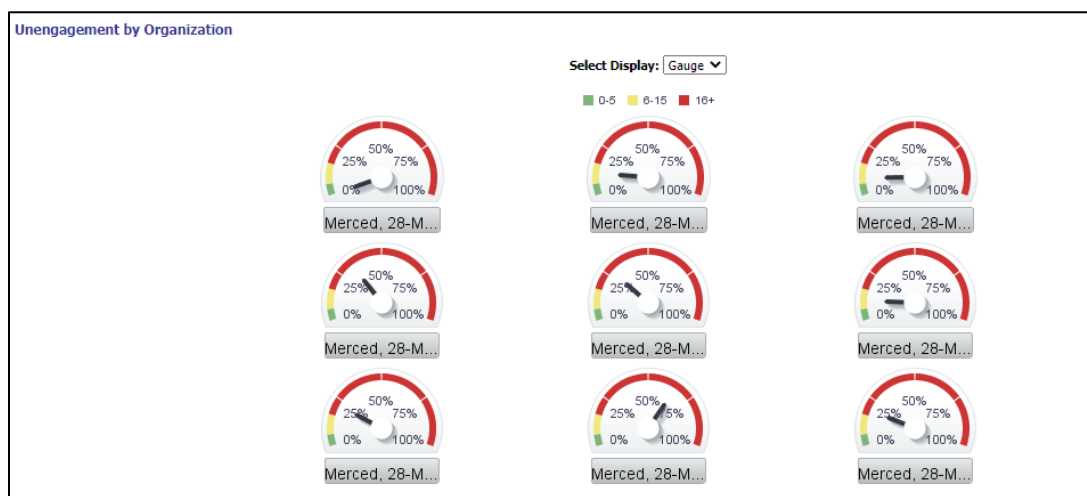 Unengagement by Organization
Select Display: Gauge
0-5 6-15 16+
50% 50% 50%
25% 75% 25% 75% 25% 75%
0% 100% 0% 100% 0% 100%
Merced, 28-M... Merced, 28-M... Merced, 28-M...
50% 50% 50%
25% 75% 25% 75% 25% 75%
0% 100% 0% 100% 0% 100%
Merced, 28-M... Merced, 28-M... Merced, 28-M...
50% 50% 50%
25% 75% 25% 75% 25% 75%
0% 100% 0% 100% 0% 100%
Merced, 28-M... Merced, 28-M... Merced, 28-M...